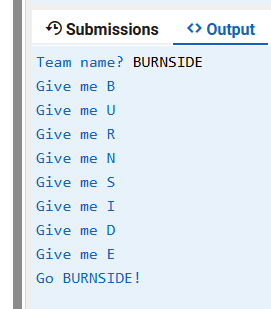 Submissions <> Output
Team name? BURNSIDE
Give me B
Give me U
Give me R
Give me N
Give me S
Give me I
Give me D
Give me E
Go BURNSIDE!